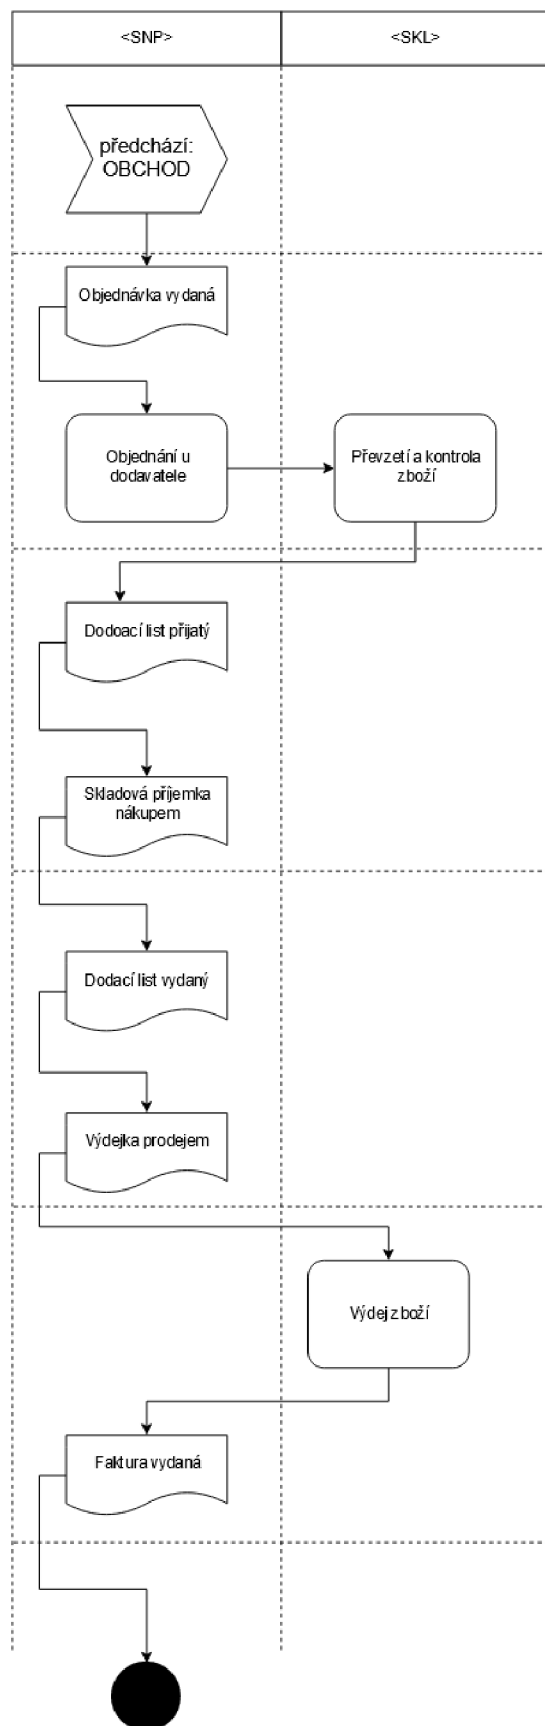 <SNP>
<SKL>
předchází:
OBCHOD
Objednávka vydaná
Objednání u
dodavatele
Převzetí a kontrola
zboží
Dodoací list přijatý
Skladová příjemka
nákupem
Dodací list vydaný
Výdejka prodejem
Výdej zboží
Faktura vydaná